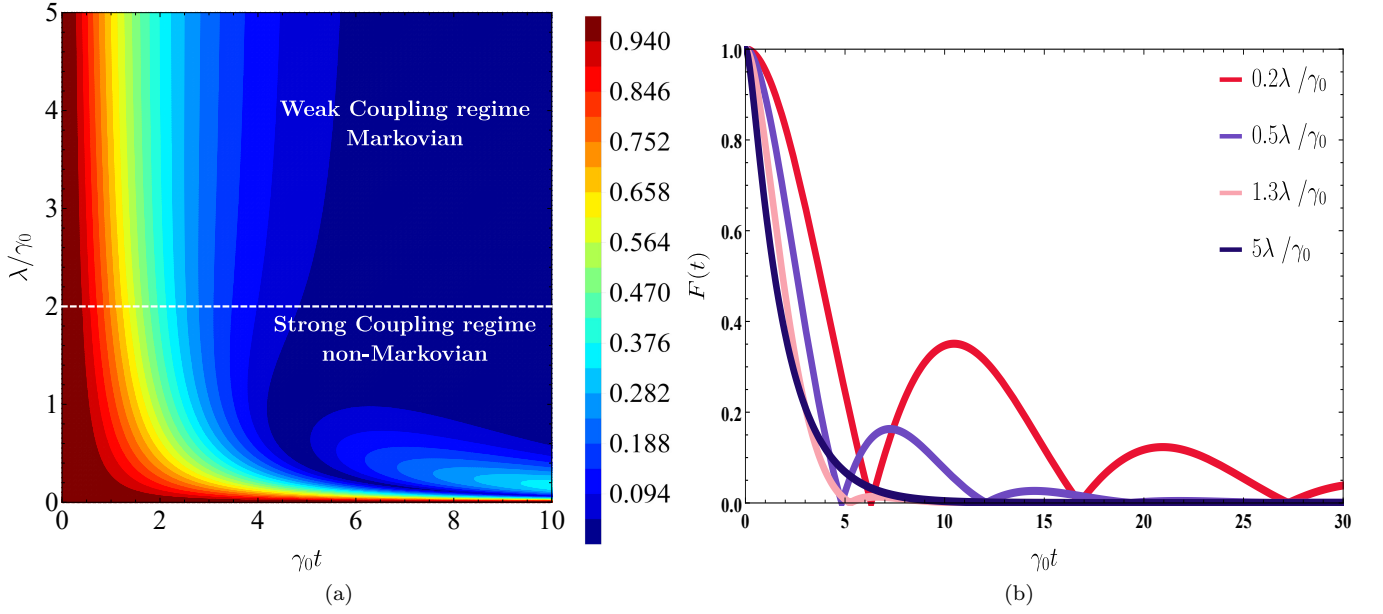 5
4
3
2
1
0
λ/γ₀
Weak Coupling regime
Markovian
Strong Coupling regime
non-Markovian
0 2 4 6 8 10
γ₀t
0.940
0.846
0.752
0.658
0.564
0.470
0.376
0.282
0.188
0.094
(a)
1.0
0.8
0.6
0.4
0.2
0.0
F(t)
0.2λ/γ₀
0.5λ/γ₀
1.3λ/γ₀
5λ/γ₀
0 5 10 15 20 25 30
γ₀t
(b)